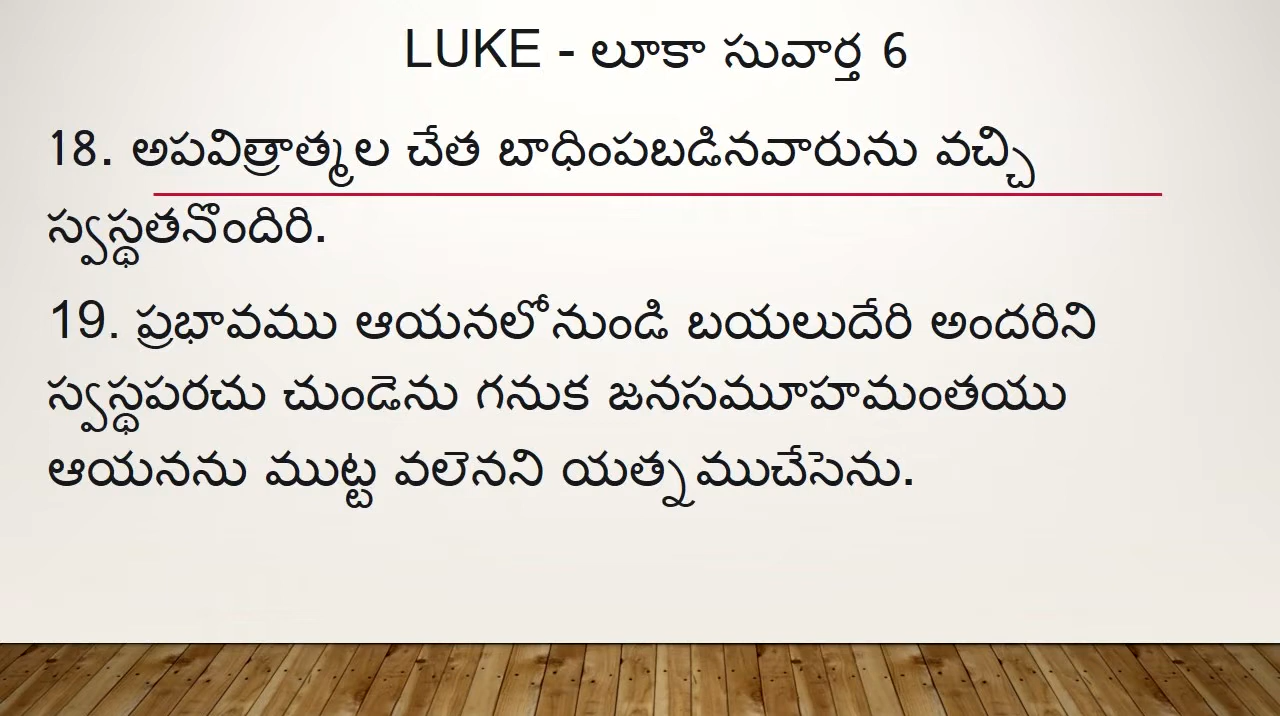 LUKE - లూకా సువార్త 6
18. అపవిత్రాత్మల చేత బాధింపబడినవారును వచ్చి
స్వస్థతనొందిరి.
19. ప్రభావము ఆయనలోనుండి బయలుదేరి అందరిని
స్వస్థపరచు చుండెను గనుక జనసమూహమంతయు
ఆయనను ముట్ట వలెనని యత్నముచేసెను.